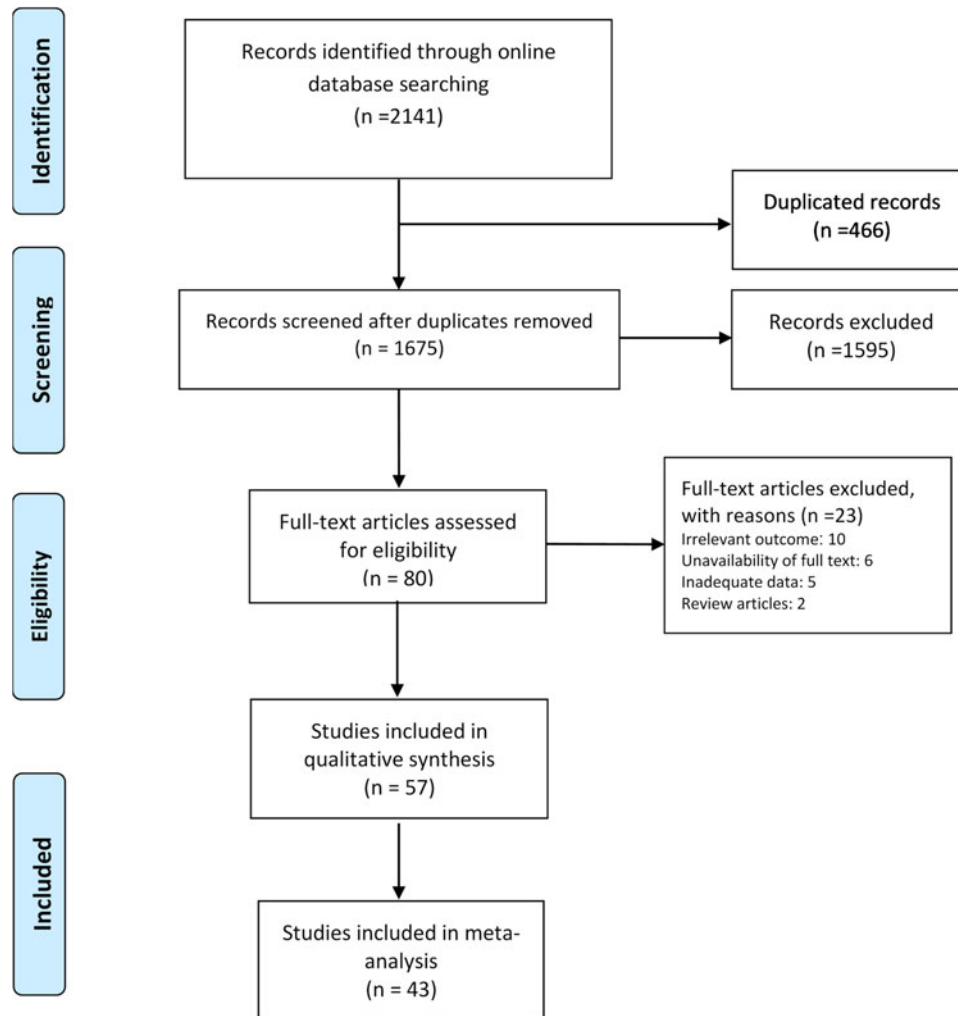 Identification
Records identified through online
database searching
(n =2141)
Duplicated records
(n =466)
Screening
Records screened after duplicates removed
(n = 1675)
Records excluded
(n =1595)
Eligibility
Full-text articles assessed
for eligibility
(n = 80)
Full-text articles excluded,
with reasons (n =23)
Irrelevant outcome: 10
Unavailability of full text: 6
Inadequate data: 5
Review articles: 2
Studies included in
qualitative synthesis
(n = 57)
Included
Studies included in meta-
analysis
(n = 43)